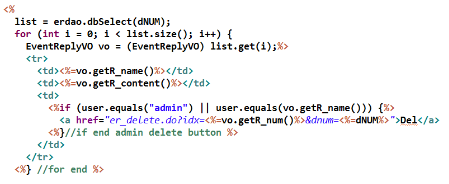 <%
list = erdao.dbSelect(dNUM);
for (int i = 0; i < list.size(); i++) {
EventReplyVO vo = (EventReplyVO) list.get(i);%>
<tr>
<td><%=vo.getR_name()%></td>
<td><%=vo.getR_content()%></td>
<td>
<%if (user.equals("admin") || user.equals(vo.getR_name())) {%>
<a href="er_delete.do?idx=<%=vo.getR_num()%>&dnum=<%=dNUM%>">Del</a>
<%}//if end admin delete button %>
</td>
</tr>
<%} //for end %>